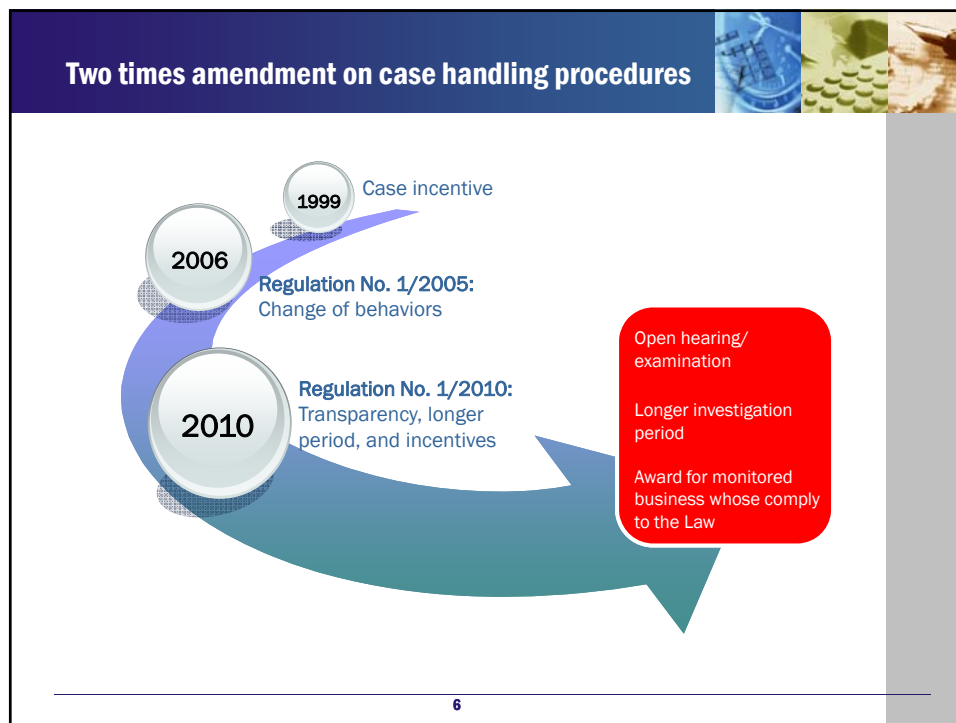 Two times amendment on case handling procedures
1999
Case incentive
2006
Regulation No. 1/2005:
Change of behaviors
2010
Regulation No. 1/2010:
Transparency, longer
period, and incentives
Open hearing/
examination
Longer investigation
period
Award for monitored
business whose comply
to the Law
6